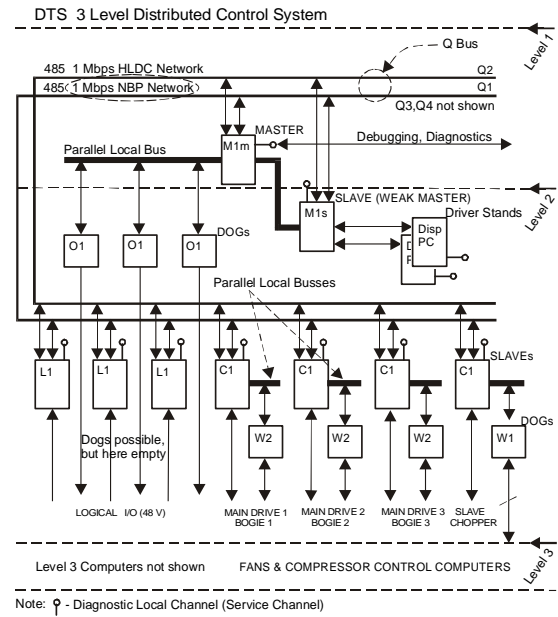 DTS 3 Level Distributed Control System
Level 1
Q Bus
485 1 Mbps HLDC Network
Q2
485 1 Mbps NBP Network
Q1
Q3,Q4 not shown
MASTER
M1m
Debugging, Diagnostics
Parallel Local Bus
Level 2
SLAVE (WEAK MASTER)
M1s
Driver Stands
Disp
PC
D
P
O1
O1
O1
DOGs
Parallel Local Busses
SLAVEs
L1
L1
L1
C1
C1
C1
C1
DOGs
Dogs possible,
but here empty
W2
W2
W2
W1
LOGICAL I/O (48 V)
MAIN DRIVE 1
BOGIE 1
MAIN DRIVE 2
BOGIE 2
MAIN DRIVE 3
BOGIE 3
SLAVE
CHOPPER
Level 3
Level 3 Computers not shown
FANS & COMPRESSOR CONTROL COMPUTERS
Note: - Diagnostic Local Channel (Service Channel)